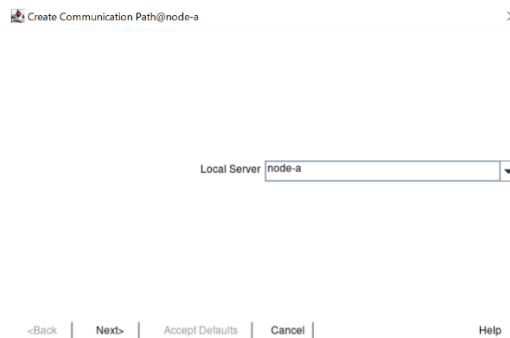 Create Communication Path@node-a
Local Server node-a
<Back Next> Accept Defaults Cancel Help